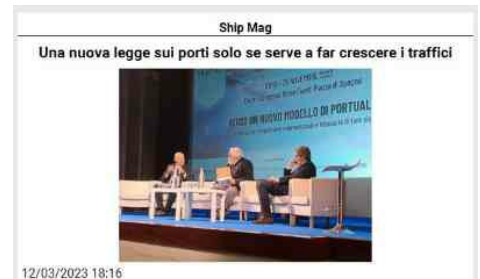 Ship Mag
Una nuova legge sui porti solo se serve a far crescere i traffici
UN NUOVO MODELLO DI PORTUAL
12/03/2023 18:16